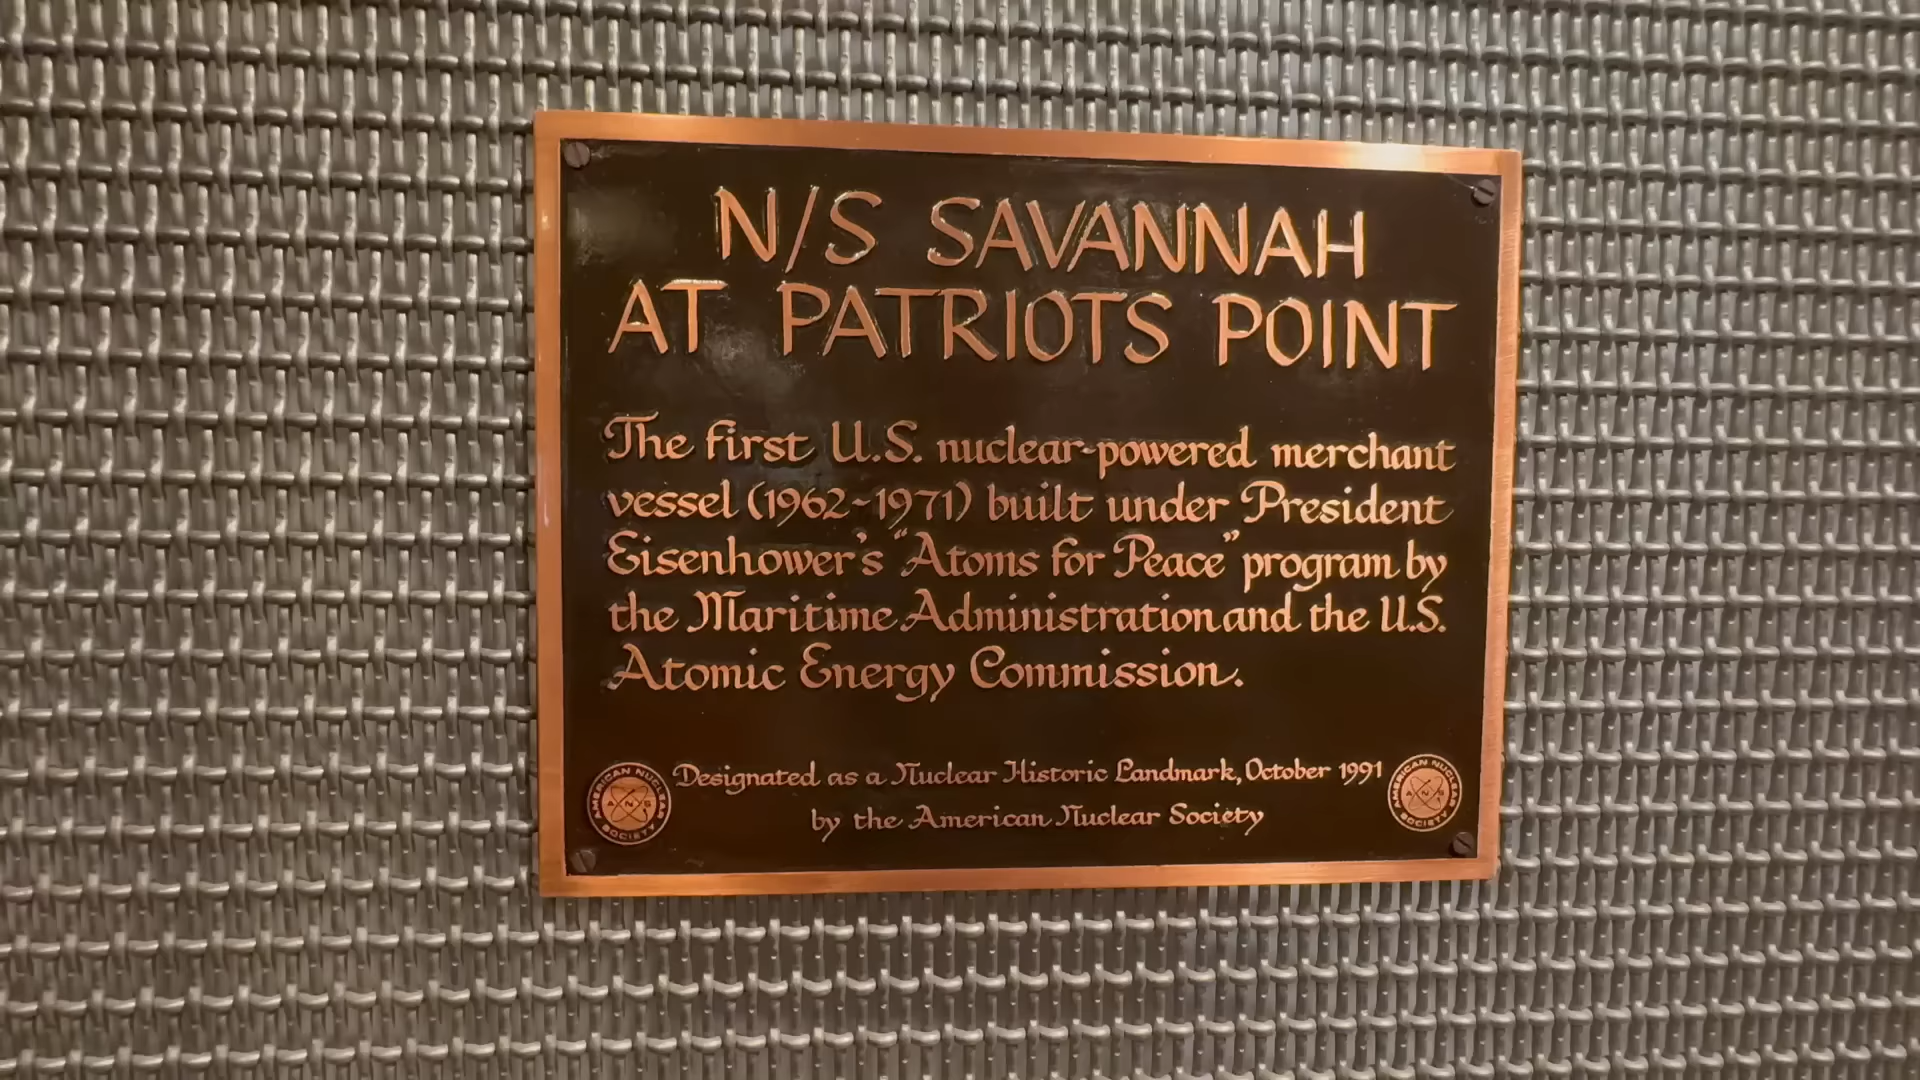 N/S SAVANNAH
AT PATRIOTS POINT
The first U.S. nuclear-powered merchant
vessel (1962-1971) built under President
Eisenhower's "Atoms for Peace" program by
the Maritime Administration and the U.S.
Atomic Energy Commission.
Designated as a Nuclear Historic Landmark, October 1991
by the American Nuclear Society
AMERICAN NUCLEAR SOCIETY
ANS
AMERICAN NUCLEAR SOCIETY
ANS